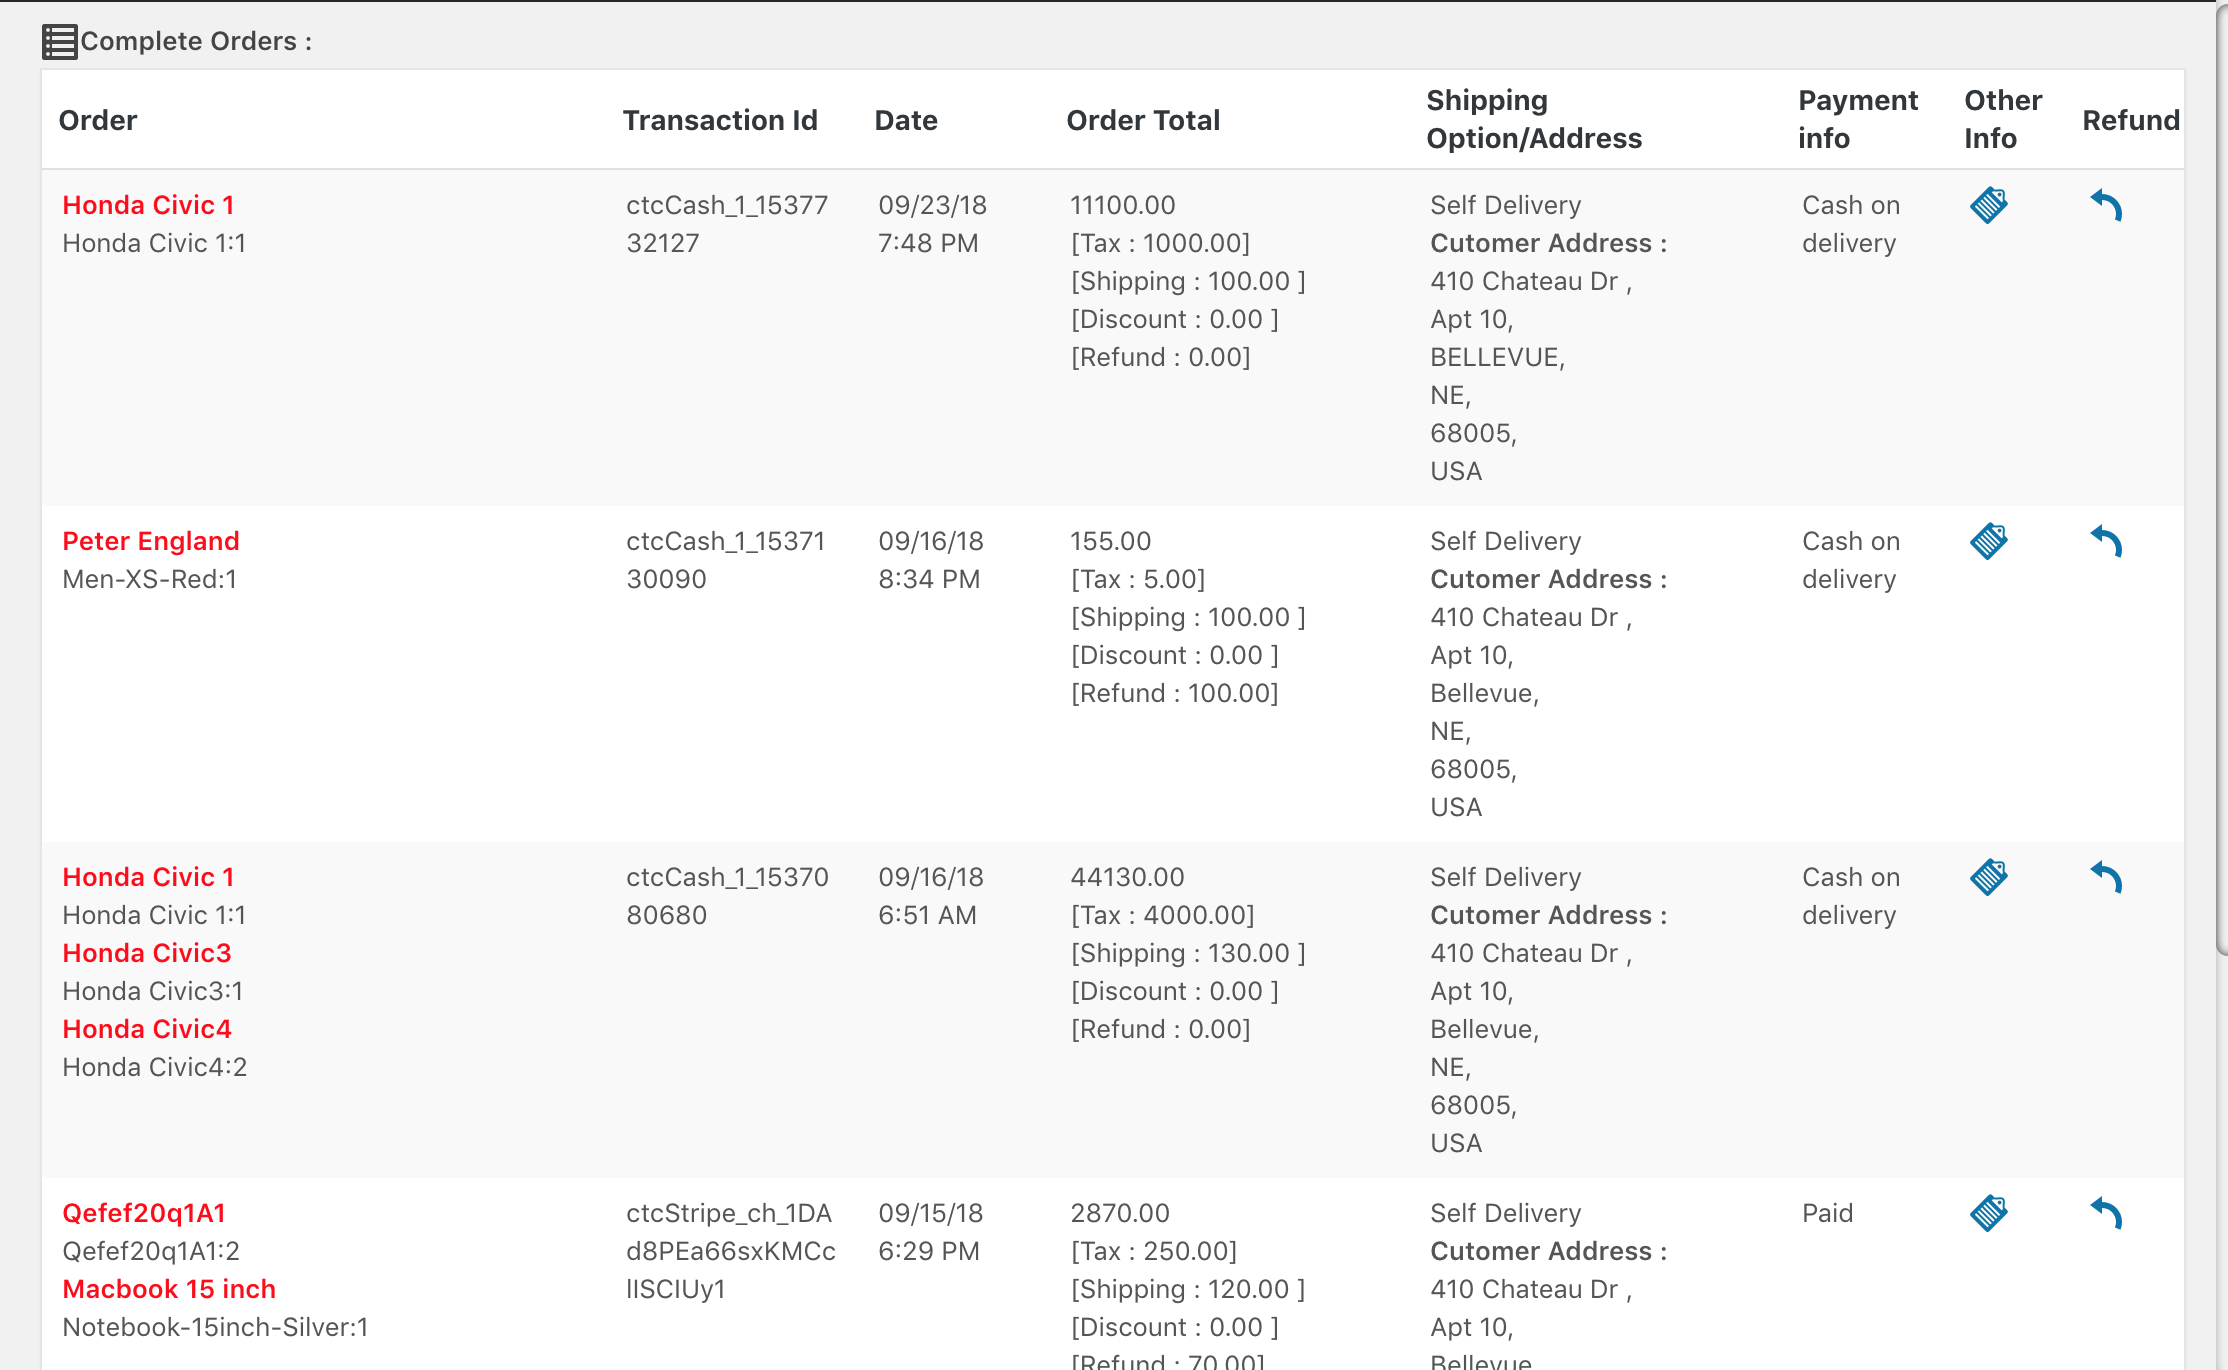 Complete Orders :
Order
Transaction Id
Date
Order Total
Shipping
Option/Address
Payment
info
Other
Info
Refund
Honda Civic 1
Honda Civic 1:1
ctcCash_1_15377
32127
09/23/18
7:48 PM
11100.00
[Tax : 1000.00]
[Shipping : 100.00 ]
[Discount : 0.00 ]
[Refund : 0.00]
Self Delivery
Cutomer Address :
410 Chateau Dr ,
Apt 10,
BELLEVUE,
NE,
68005,
USA
Cash on
delivery
Peter England
Men-XS-Red:1
ctcCash_1_15371
30090
09/16/18
8:34 PM
155.00
[Tax : 5.00]
[Shipping : 100.00 ]
[Discount : 0.00 ]
[Refund : 100.00]
Self Delivery
Cutomer Address :
410 Chateau Dr ,
Apt 10,
Bellevue,
NE,
68005,
USA
Cash on
delivery
Honda Civic 1
Honda Civic 1:1
Honda Civic3
Honda Civic3:1
Honda Civic4
Honda Civic4:2
ctcCash_1_15370
80680
09/16/18
6:51 AM
44130.00
[Tax : 4000.00]
[Shipping : 130.00 ]
[Discount : 0.00 ]
[Refund : 0.00]
Self Delivery
Cutomer Address :
410 Chateau Dr ,
Apt 10,
Bellevue,
NE,
68005,
USA
Cash on
delivery
Qefef20q1A1
Qefef20q1A1:2
Macbook 15 inch
Notebook-15inch-Silver:1
ctcStripe_ch_1DA
d8PEa66sxKMCc
lISCIUy1
09/15/18
6:29 PM
2870.00
[Tax : 250.00]
[Shipping : 120.00 ]
[Discount : 0.00 ]
[Refund : 70.00]
Self Delivery
Cutomer Address :
410 Chateau Dr ,
Apt 10,
Bellevue
Paid